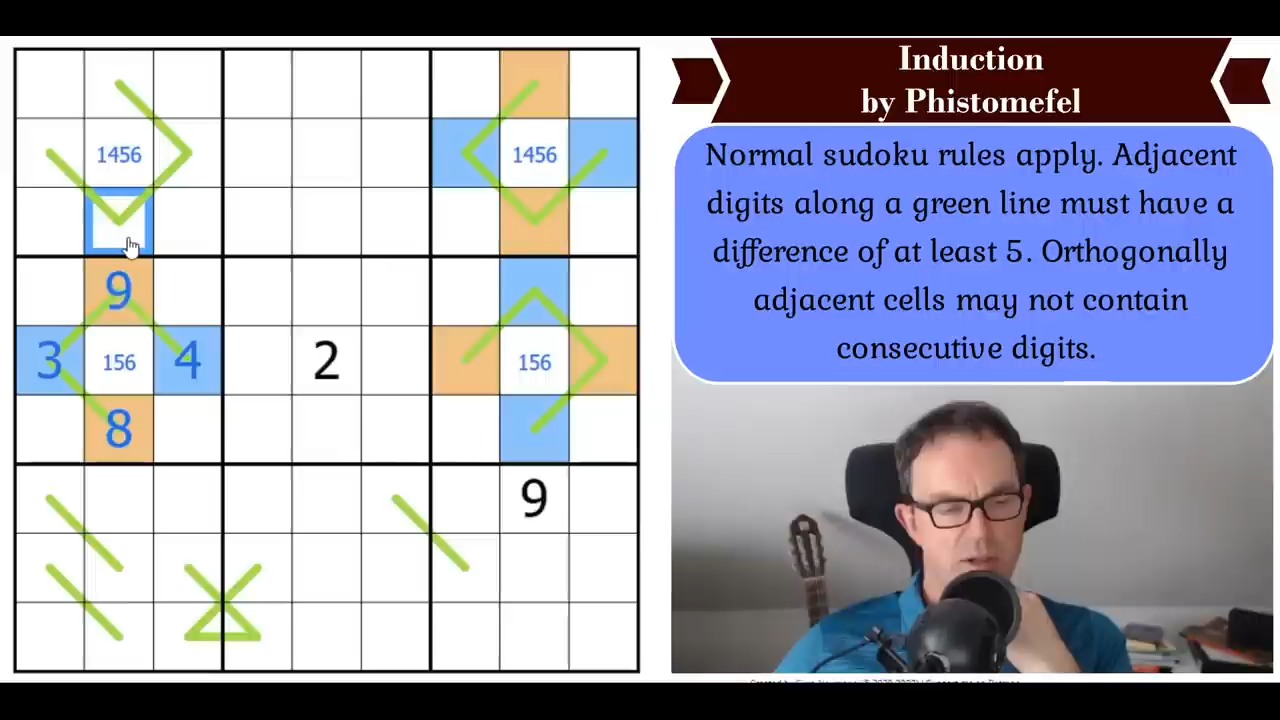 Induction
by Phistomefel
Normal sudoku rules apply. Adjacent
digits along a green line must have a
difference of at least 5. Orthogonally
adjacent cells may not contain
consecutive digits.
1456 1456
9
3 156 4 2 156
8
9